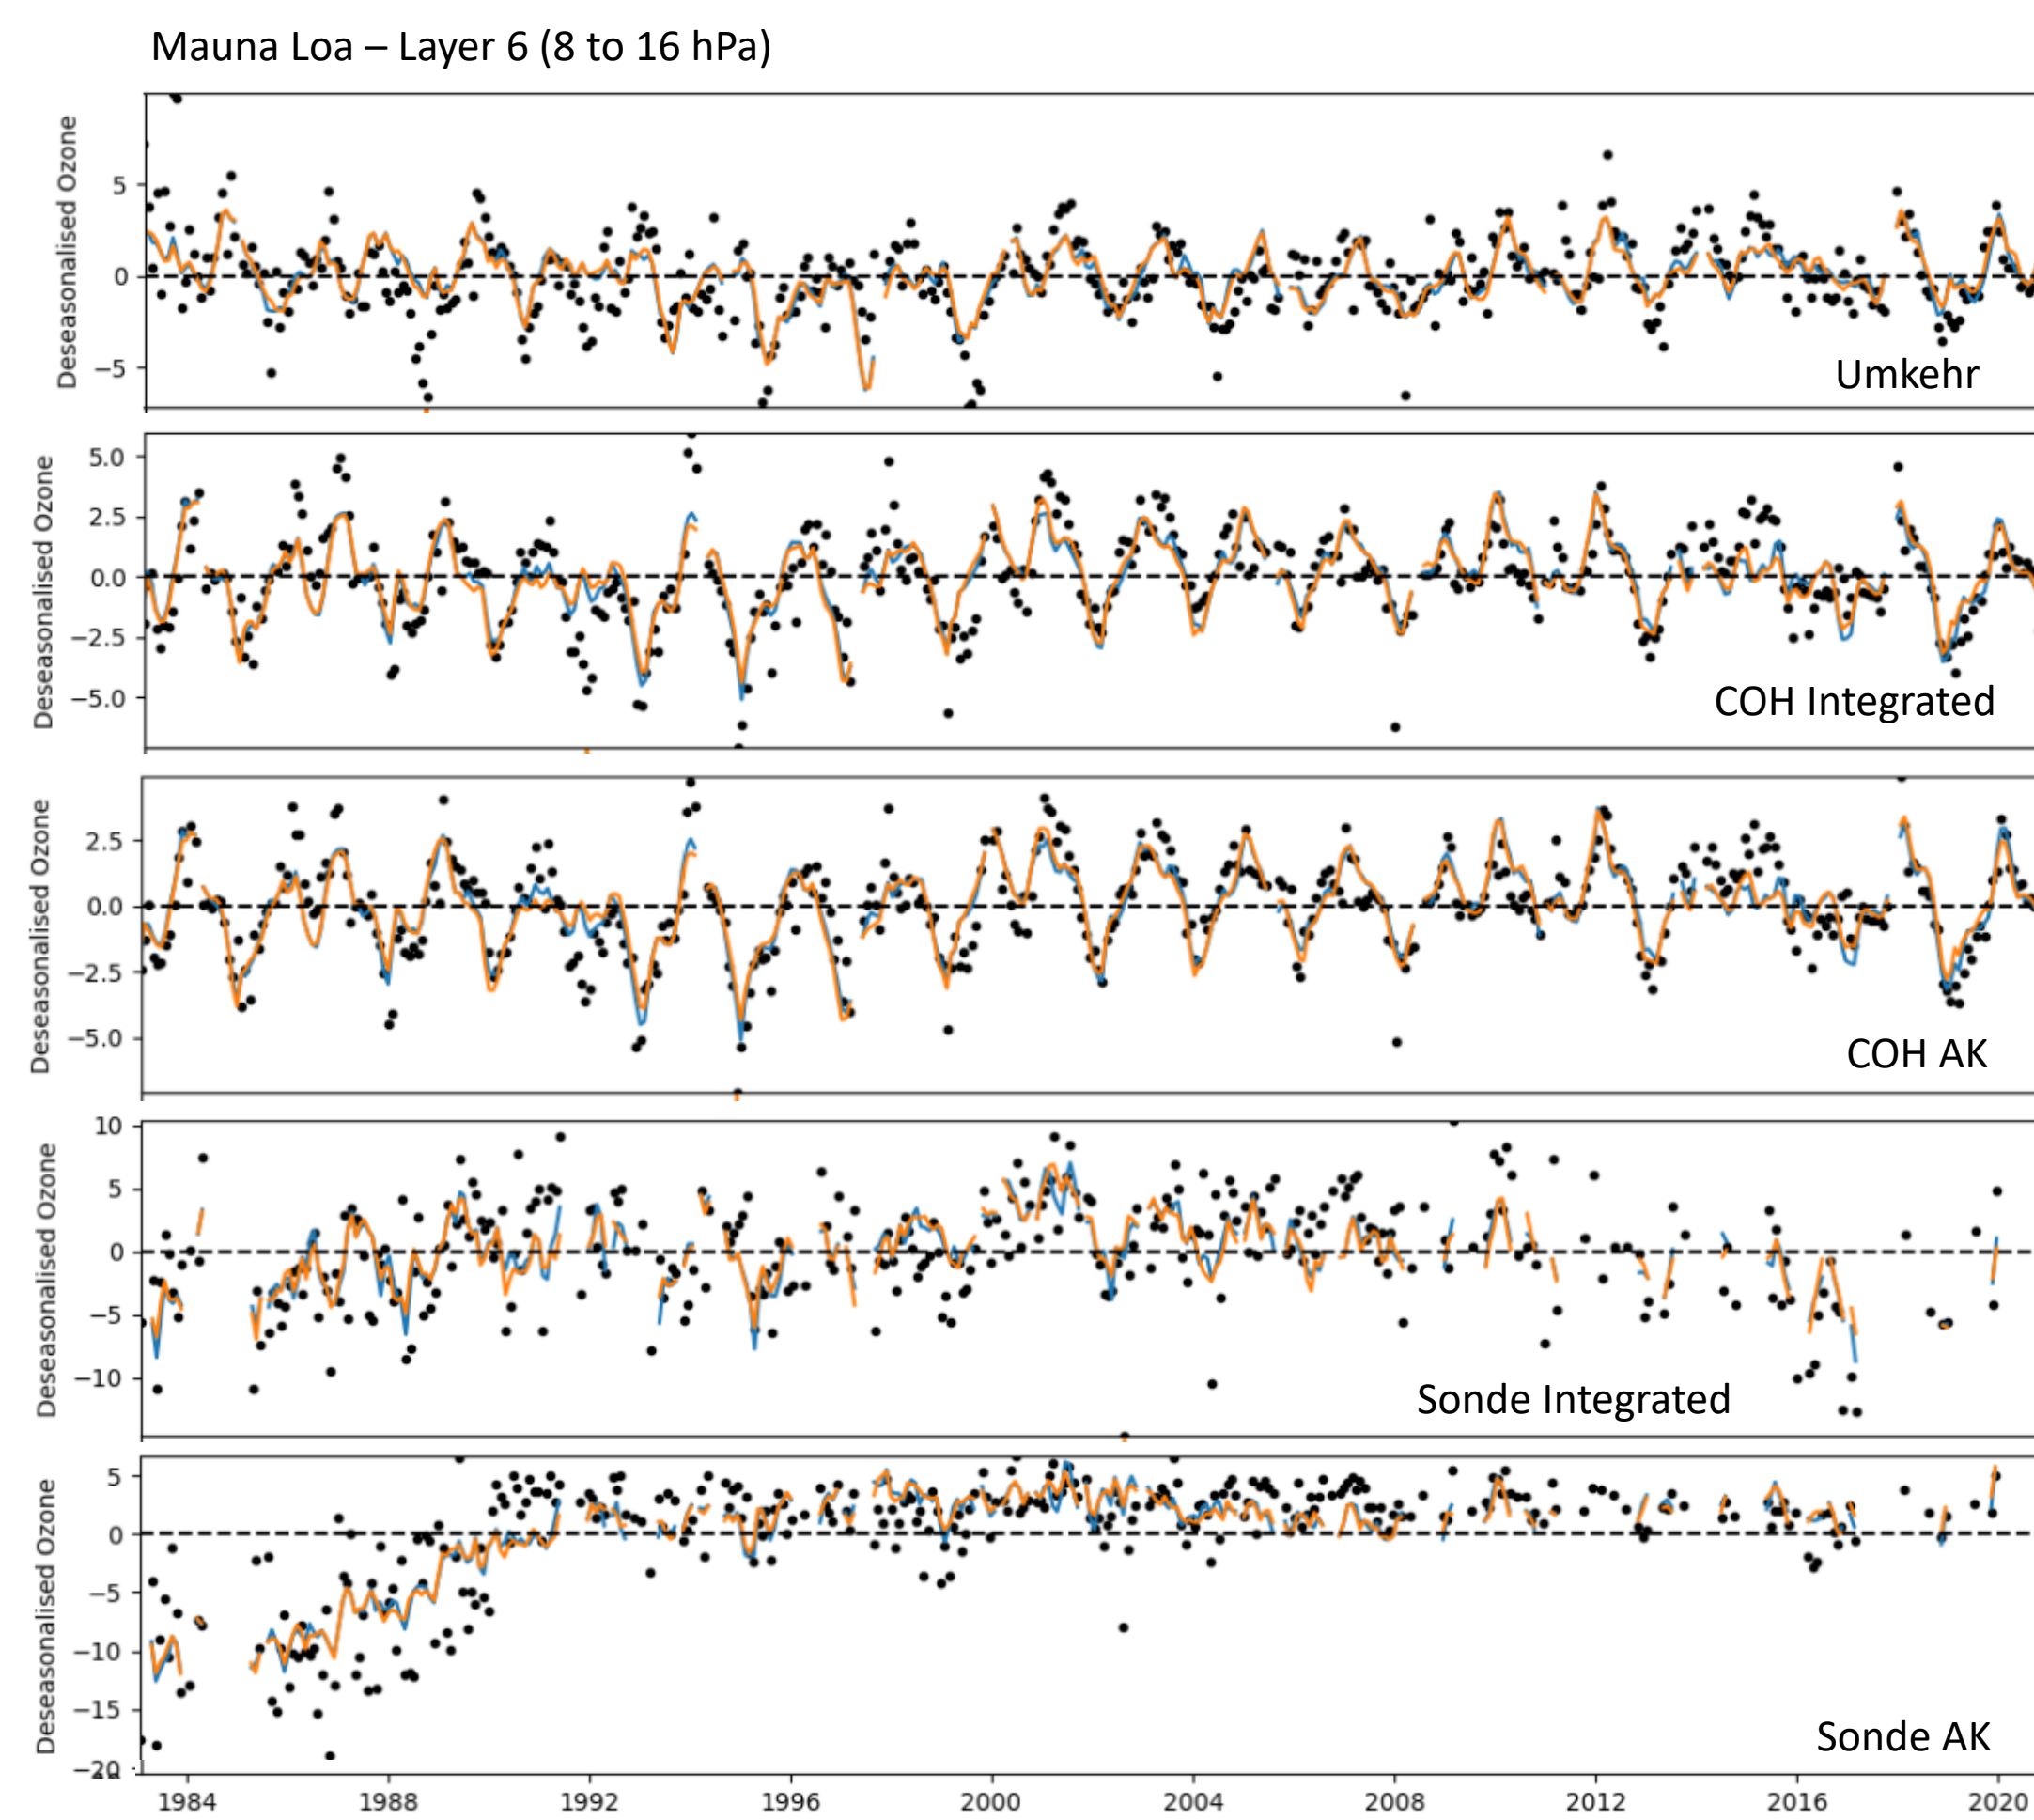 Mauna Loa – Layer 6 (8 to 16 hPa)
Deseasonalised Ozone
5
0
−5
Umkehr
Deseasonalised Ozone
5.0
2.5
0.0
−2.5
−5.0
COH Integrated
Deseasonalised Ozone
2.5
0.0
−2.5
−5.0
COH AK
Deseasonalised Ozone
10
5
0
−5
−10
Sonde Integrated
Deseasonalised Ozone
5
0
−5
−10
−15
−20
Sonde AK
1984 1988 1992 1996 2000 2004 2008 2012 2016 2020